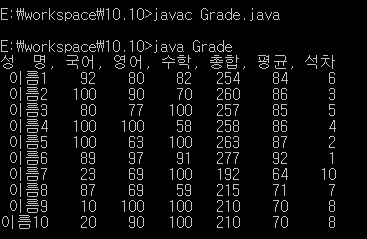 E:\workspace\10.10>javac Grade.java
E:\workspace\10.10>java Grade
성 명, 국어, 영어, 수학, 총합, 평균, 석차
이름1 92 80 82 254 84 6
이름2 100 90 70 260 86 3
이름3 80 77 100 257 85 5
이름4 100 100 58 258 86 4
이름5 100 63 100 263 87 2
이름6 89 97 91 277 92 1
이름7 23 69 100 192 64 10
이름8 87 69 59 215 71 7
이름9 10 100 100 210 70 8
이름10 20 90 100 210 70 8